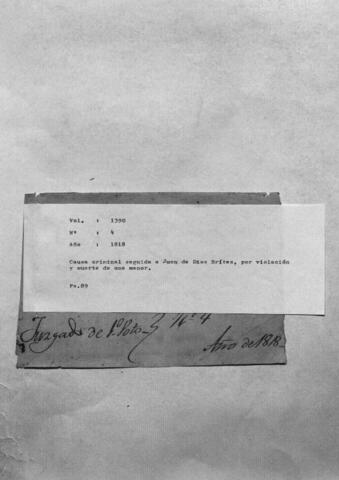 Vol. : 1390
Nº : 4
Año : 1818
Causa criminal seguida a Juan de Dios Brítez, por violación
y muerte de una menor.
Fs.89
Juzgado de 1º Voto Nº 4
Año de 1818